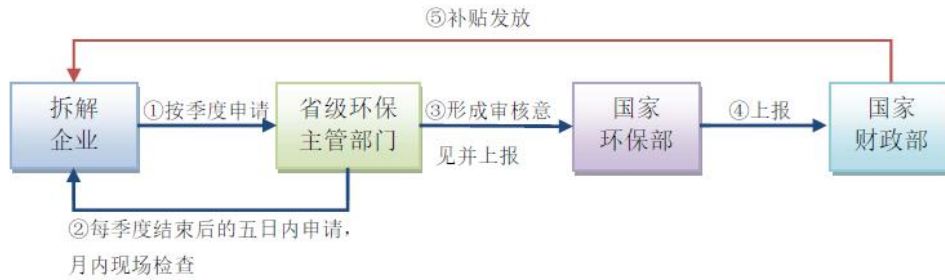 ⑤补贴发放
拆解
企业
①按季度申请
省级环保
主管部门
③形成审核意
见并上报
国家
环保部
④上报
国家
财政部
②每季度结束后的五日内申请，
月内现场检查